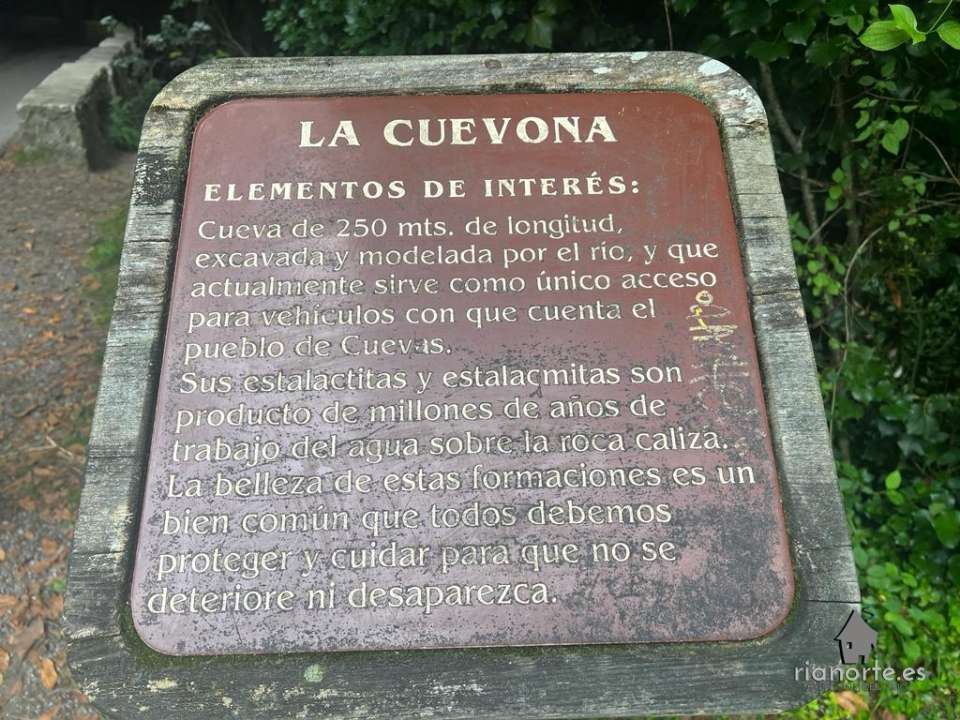 LA CUEVONA
ELEMENTOS DE INTERÉS:
Cueva de 250 mts. de longitud,
excavada y modelada por el río, y que
actualmente sirve como único acceso
para vehículos con que cuenta el
pueblo de Cuevas.
Sus estalactitas y estalacmitas son
producto de millones de años de
trabajo del agua sobre la roca caliza.
La belleza de estas formaciones es un
bien común que todos debemos
proteger y cuidar para que no se
deteriore ni desaparezca.
rianorte.es